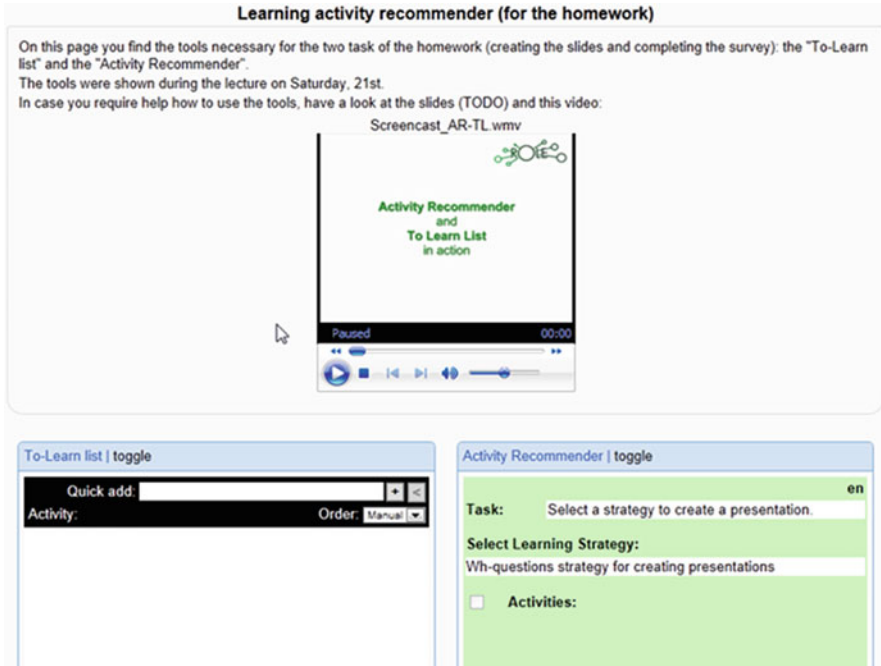 Learning activity recommender (for the homework)
On this page you find the tools necessary for the two task of the homework (creating the slides and completing the survey): the "To-Learn
list" and the "Activity Recommender".
The tools were shown during the lecture on Saturday, 21st.
In case you require help how to use the tools, have a look at the slides (TODO) and this video:
Screencast_AR-TL.wmv
ROLE
Activity Recommender
and
To Learn List
in action
Paused 00:00
To-Learn list | toggle
Quick add: + <
Activity: Order: Manual
Activity Recommender | toggle
en
Task: Select a strategy to create a presentation.
Select Learning Strategy:
Wh-questions strategy for creating presentations
Activities: